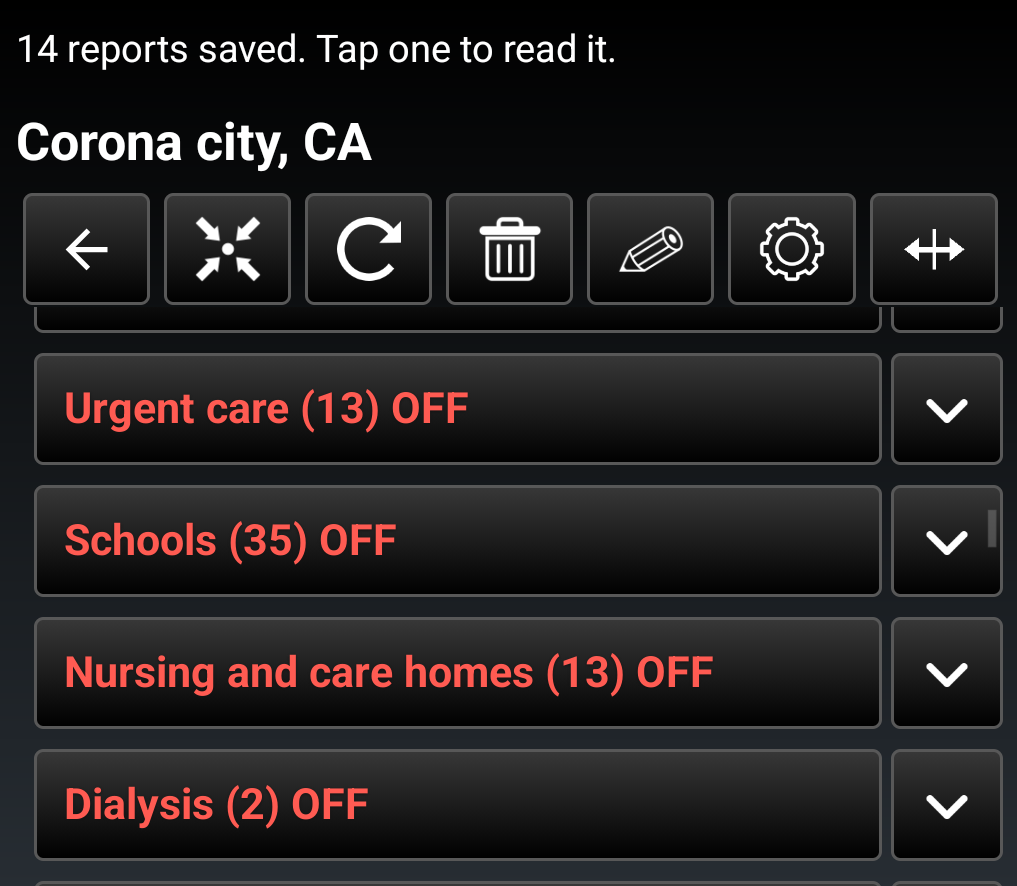 14 reports saved. Tap one to read it.
Corona city, CA
Urgent care (13) OFF
Schools (35) OFF
Nursing and care homes (13) OFF
Dialysis (2) OFF